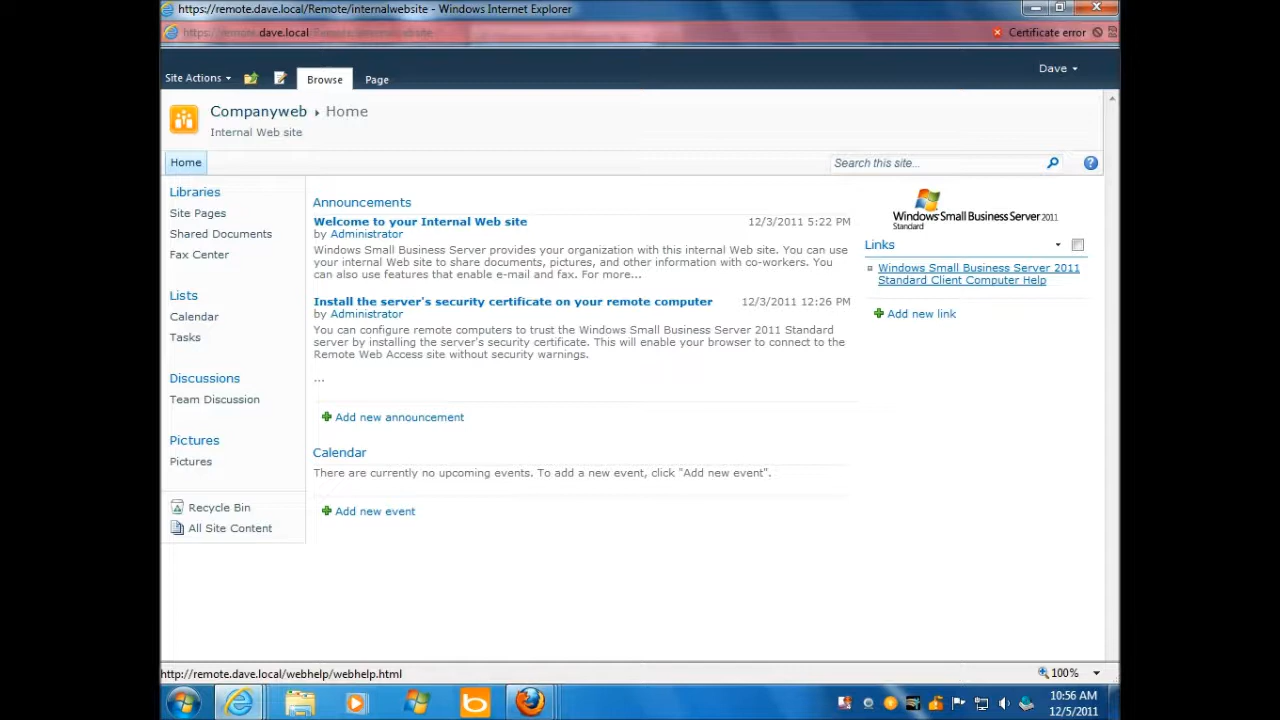 https://remote.dave.local/Remote/internalwebsite - Windows Internet Explorer
https://remote.dave.local/Remote/internalwebsite
Certificate error
Site Actions
Browse
Page
Dave
Companyweb ▸ Home
Internal Web site
Home
Search this site...
Libraries
Site Pages
Shared Documents
Fax Center
Lists
Calendar
Tasks
Discussions
Team Discussion
Pictures
Pictures
Recycle Bin
All Site Content
Announcements
Welcome to your Internal Web site 12/3/2011 5:22 PM
by Administrator
Windows Small Business Server provides your organization with this internal Web site. You can use
your internal Web site to share documents, pictures, and other information with co-workers. You
can also use features that enable e-mail and fax. For more...
Install the server's security certificate on your remote computer 12/3/2011 12:26 PM
by Administrator
You can configure remote computers to trust the Windows Small Business Server 2011 Standard
server by installing the server's security certificate. This will enable your browser to connect to the
Remote Web Access site without security warnings.
...
Add new announcement
Calendar
There are currently no upcoming events. To add a new event, click "Add new event".
Add new event
Windows Small Business Server 2011
Standard
Links
Windows Small Business Server 2011
Standard Client Computer Help
Add new link
http://remote.dave.local/webhelp/webhelp.html
100%
10:56 AM
12/5/2011